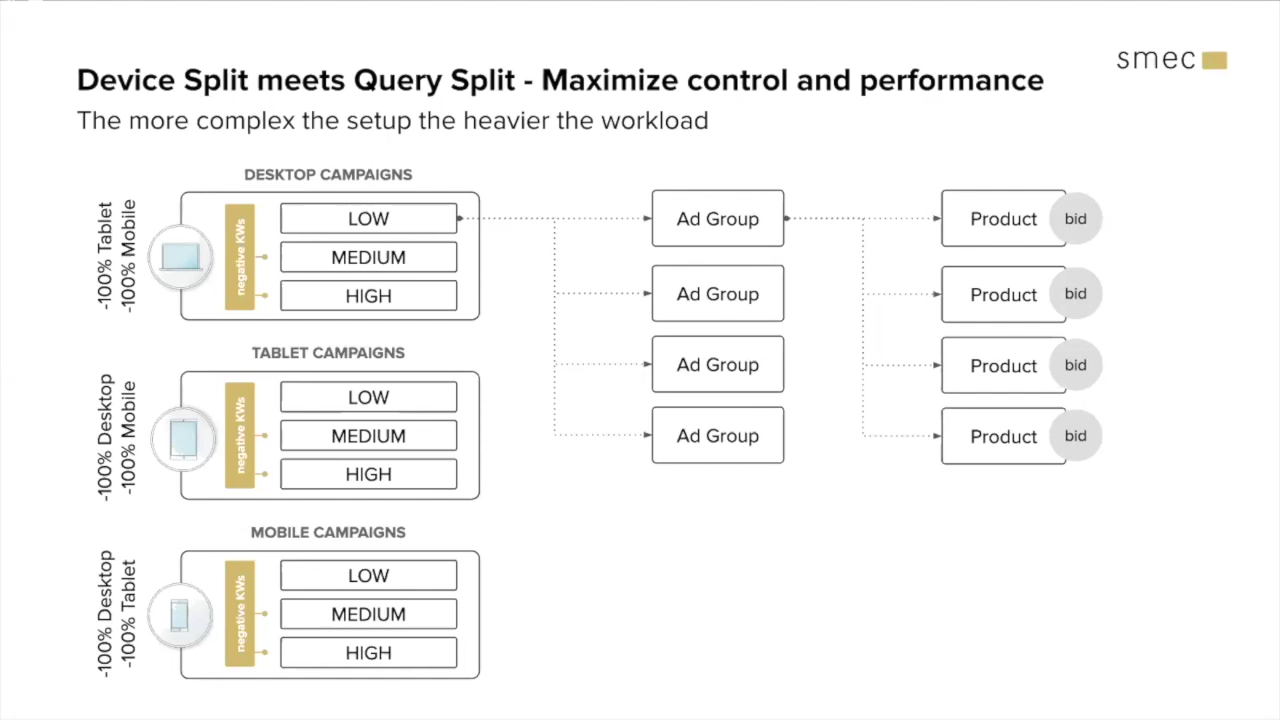 smec
Device Split meets Query Split - Maximize control and performance
The more complex the setup the heavier the workload
DESKTOP CAMPAIGNS
-100% Tablet
-100% Mobile
negative KWs
LOW
MEDIUM
HIGH
TABLET CAMPAIGNS
-100% Desktop
-100% Mobile
negative KWs
LOW
MEDIUM
HIGH
MOBILE CAMPAIGNS
-100% Desktop
-100% Tablet
negative KWs
LOW
MEDIUM
HIGH
Ad Group
Ad Group
Ad Group
Ad Group
Product bid
Product bid
Product bid
Product bid